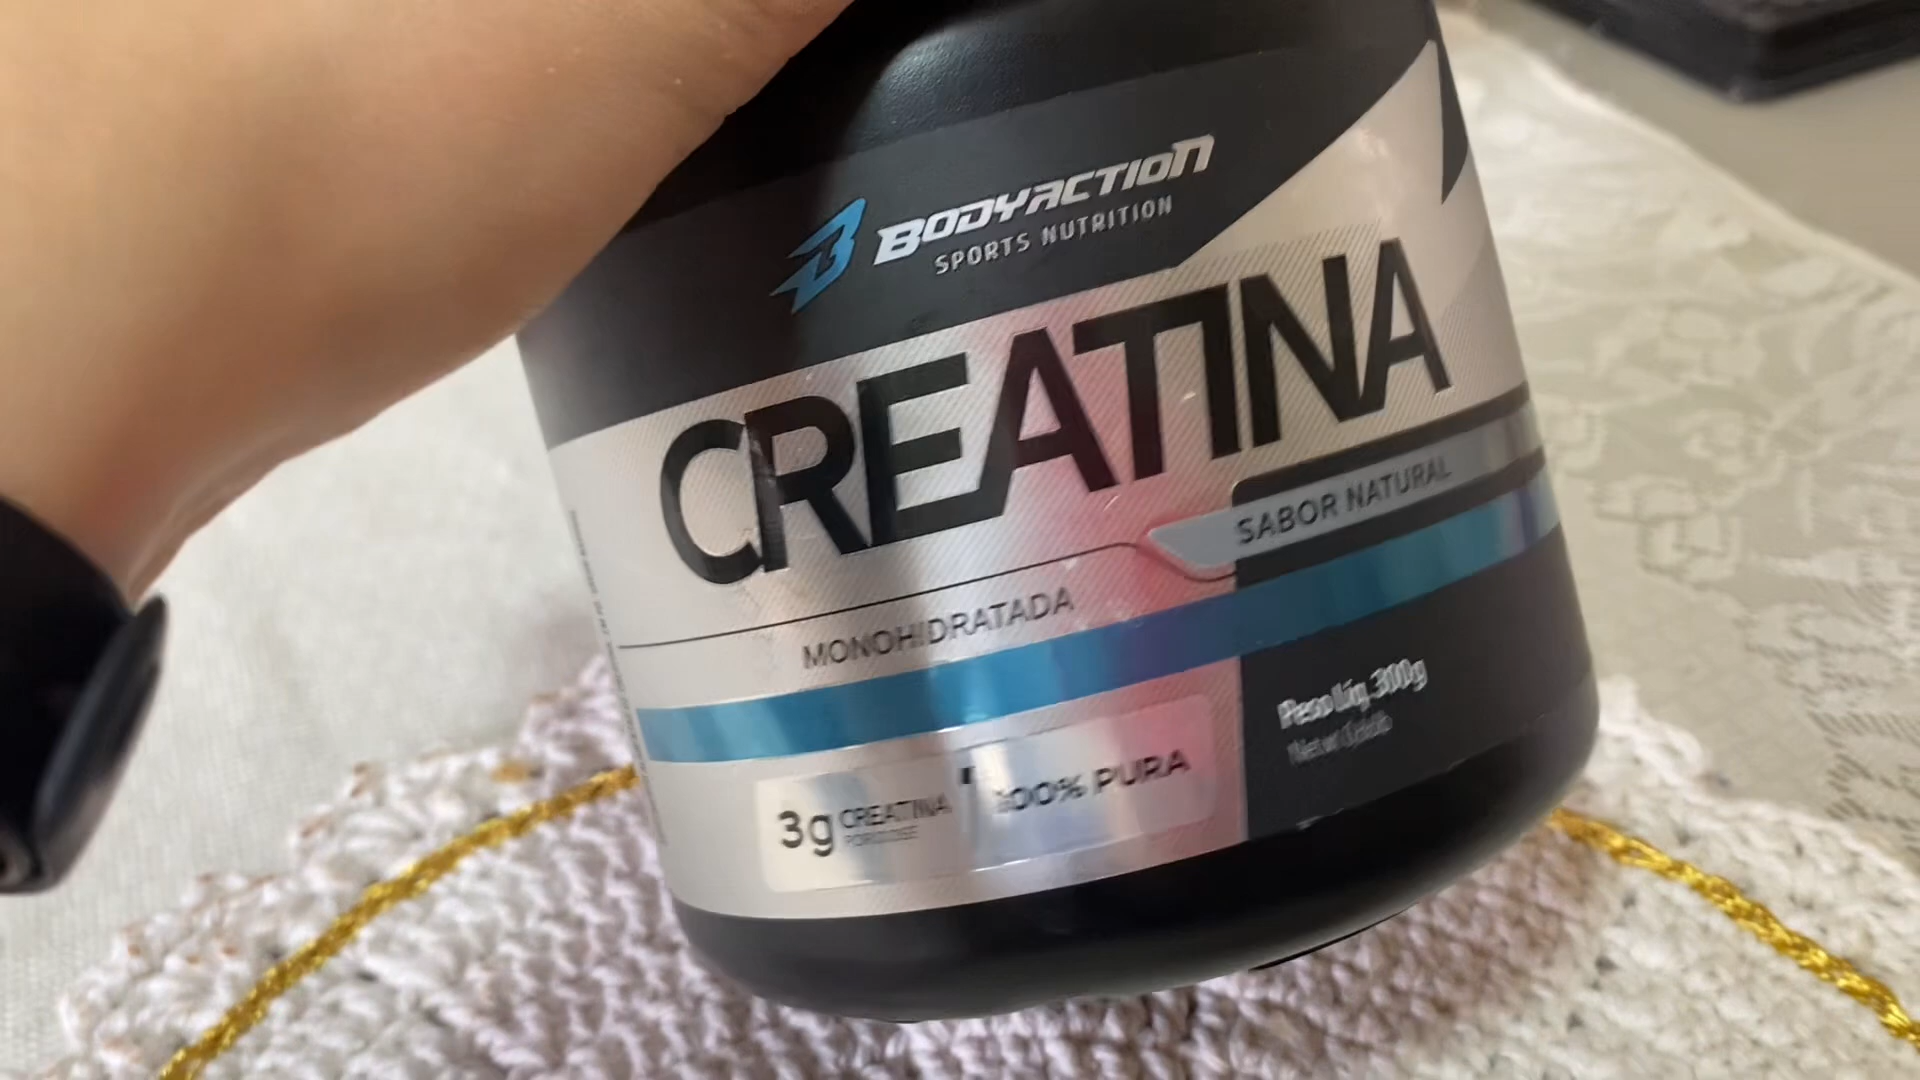 BODYACTION
SPORTS NUTRITION
CREATINA
SABOR NATURAL
MONOHIDRATADA
Peso Líq. 300g
3g CREATINA
100% PURA